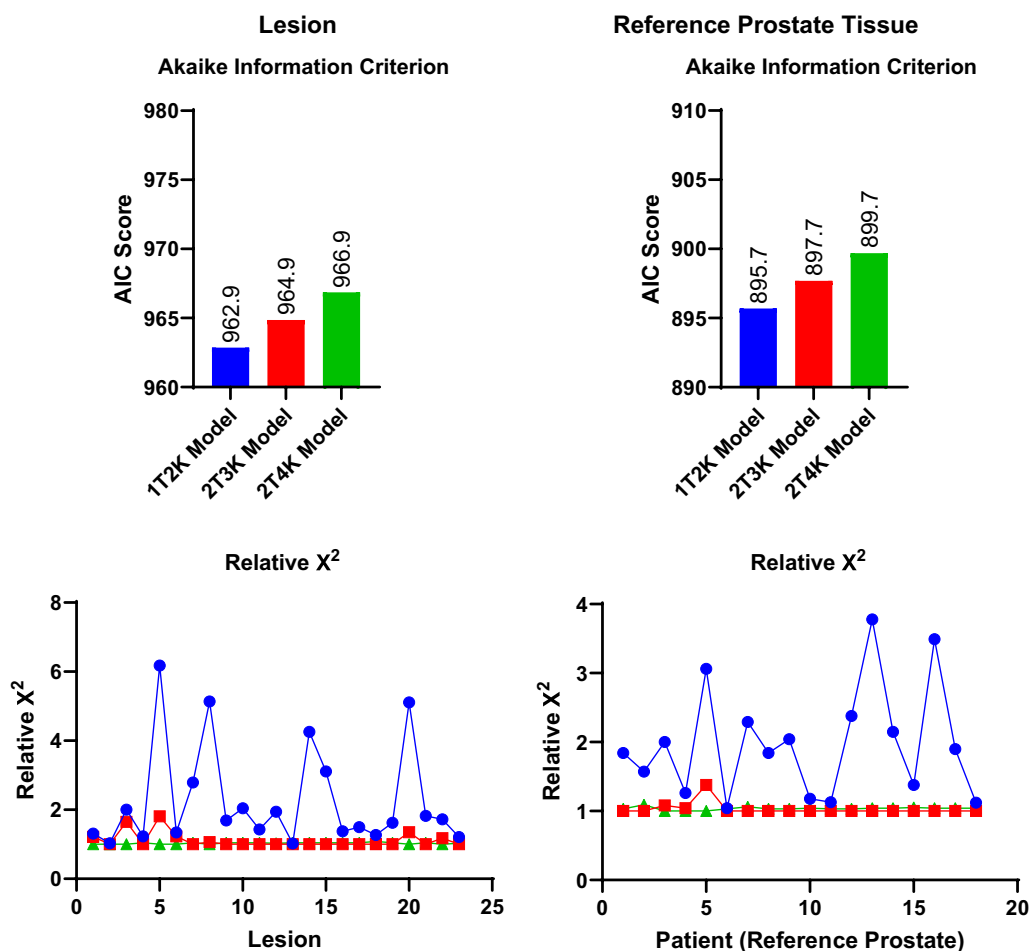 Lesion
Akaike Information Criterion
AIC Score
980
975
970
965
960
962.9
964.9
966.9
1T2K Model
2T3K Model
2T4K Model
Reference Prostate Tissue
Akaike Information Criterion
AIC Score
910
905
900
895
890
895.7
897.7
899.7
1T2K Model
2T3K Model
2T4K Model
Relative X²
Relative X²
8
6
4
2
0
0
5
10
15
20
25
Lesion
Relative X²
Relative X²
4
3
2
1
0
0
5
10
15
20
Patient (Reference Prostate)